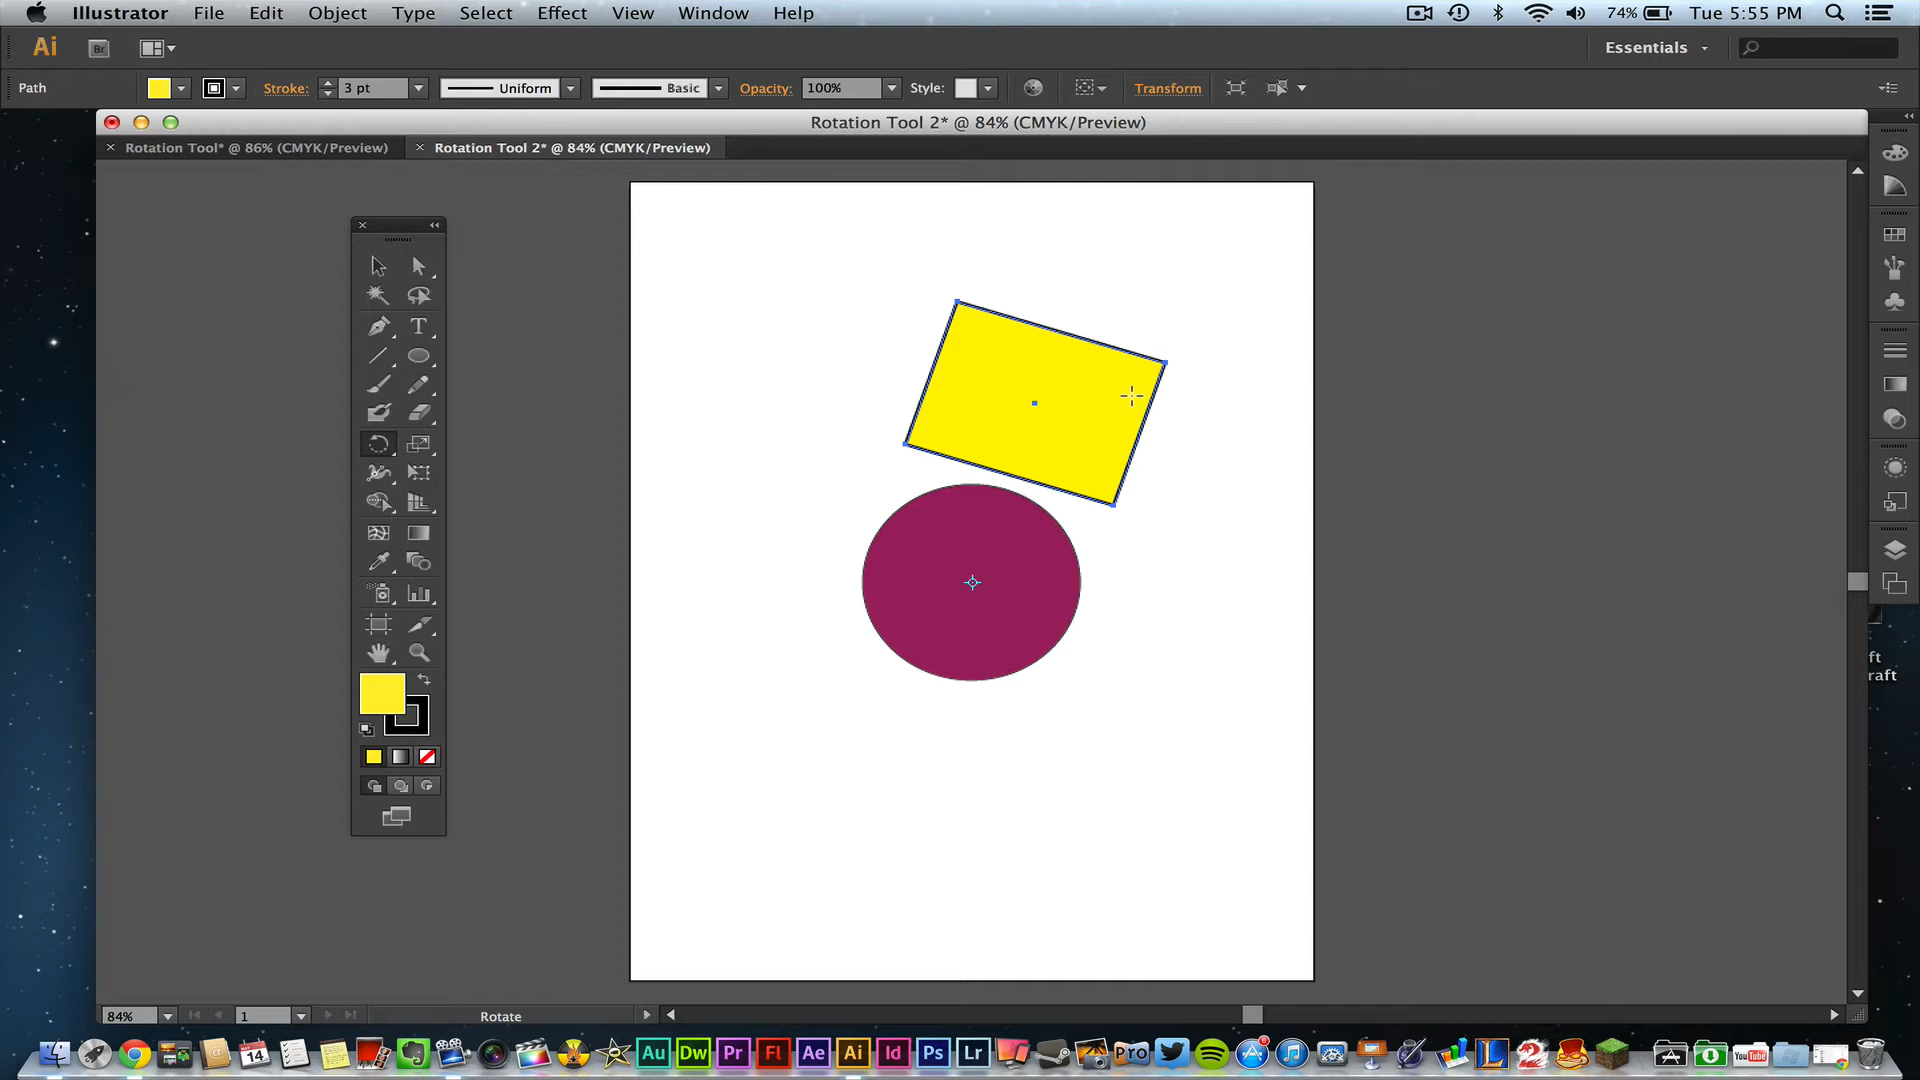 Illustrator File Edit Object Type Select Effect View Window Help 74% Tue 5:55 PM
Ai Br Essentials
Path Stroke: 3 pt Uniform Basic Opacity: 100% Style: Transform
Rotation Tool 2* @ 84% (CMYK/Preview)
Rotation Tool* @ 86% (CMYK/Preview) Rotation Tool 2* @ 84% (CMYK/Preview)
T
ft
raft
84% 1 Rotate
14 Au Dw Pr Fl Ae Ai Id Ps Lr Pro L YouTube